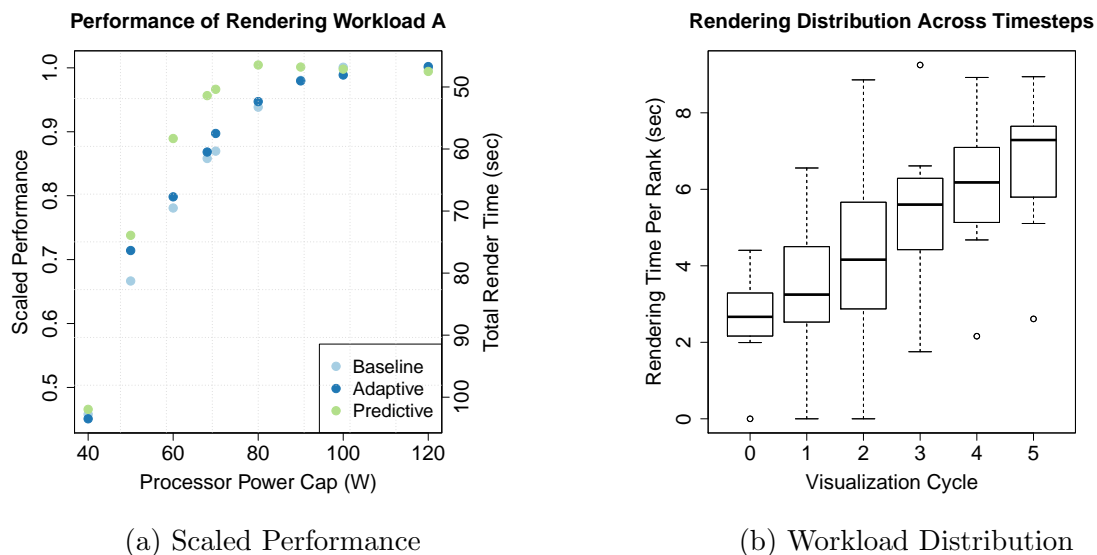 Performance of Rendering Workload A
1.0
0.9
0.8
0.7
0.6
0.5
Scaled Performance
50
60
70
80
90
100
Total Render Time (sec)
Baseline
Adaptive
Predictive
40 60 80 100 120
Processor Power Cap (W)
(a) Scaled Performance
Rendering Distribution Across Timesteps
8
6
4
2
0
Rendering Time Per Rank (sec)
0 1 2 3 4 5
Visualization Cycle
(b) Workload Distribution